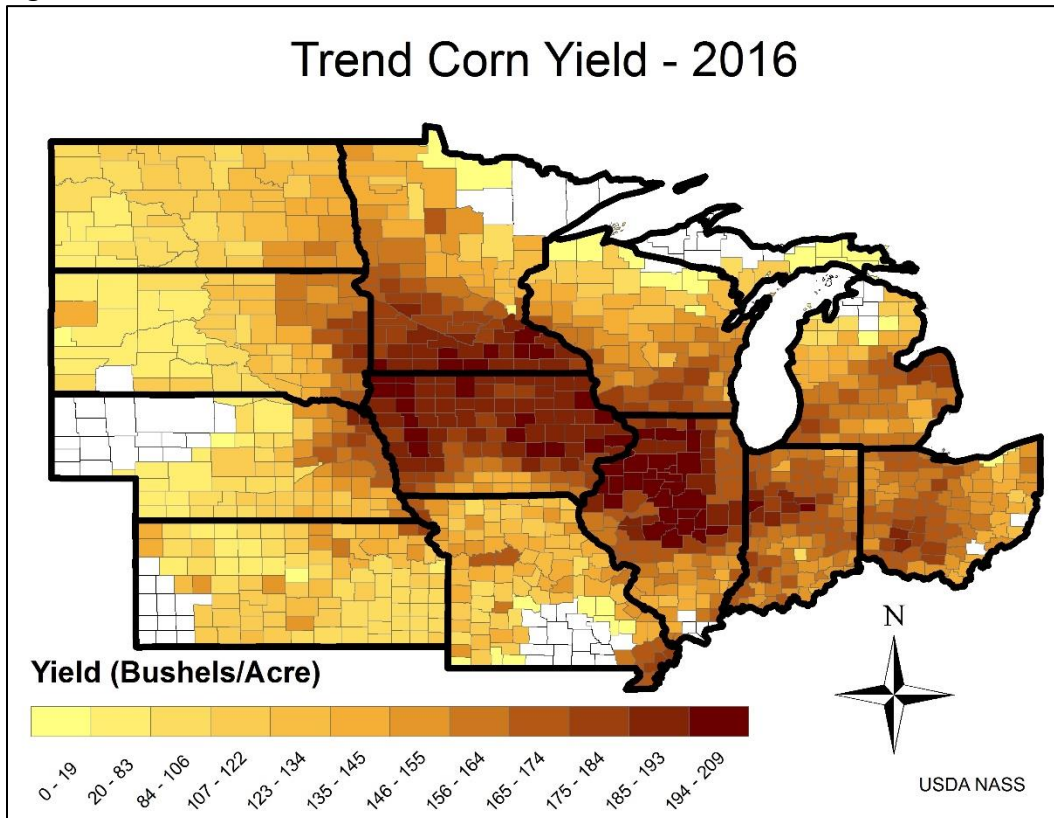 Trend Corn Yield - 2016
N
Yield (Bushels/Acre)
0 - 19
20 - 83
84 - 106
107 - 122
123 - 134
135 - 145
146 - 155
156 - 164
165 - 174
175 - 184
185 - 193
194 - 209
USDA NASS